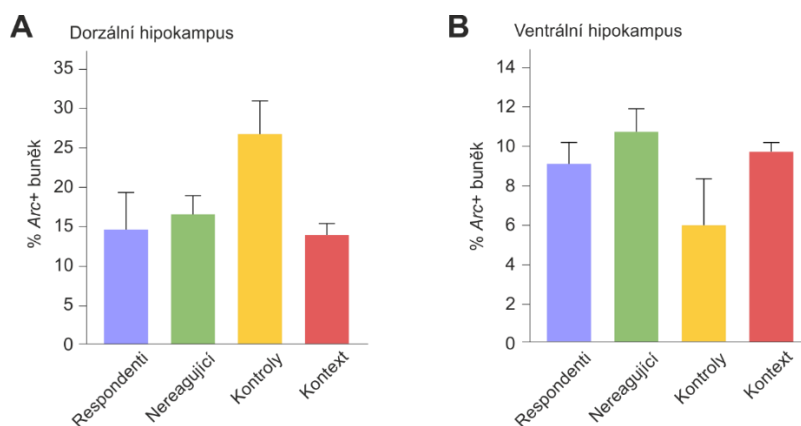 A Dorzální hipokampus
% Arc+ buněk
35
30
25
20
15
10
5
0
Respondenti
Nereagující
Kontroly
Kontext
B Ventrální hipokampus
% Arc+ buněk
14
12
10
8
6
4
2
0
Respondenti
Nereagující
Kontroly
Kontext